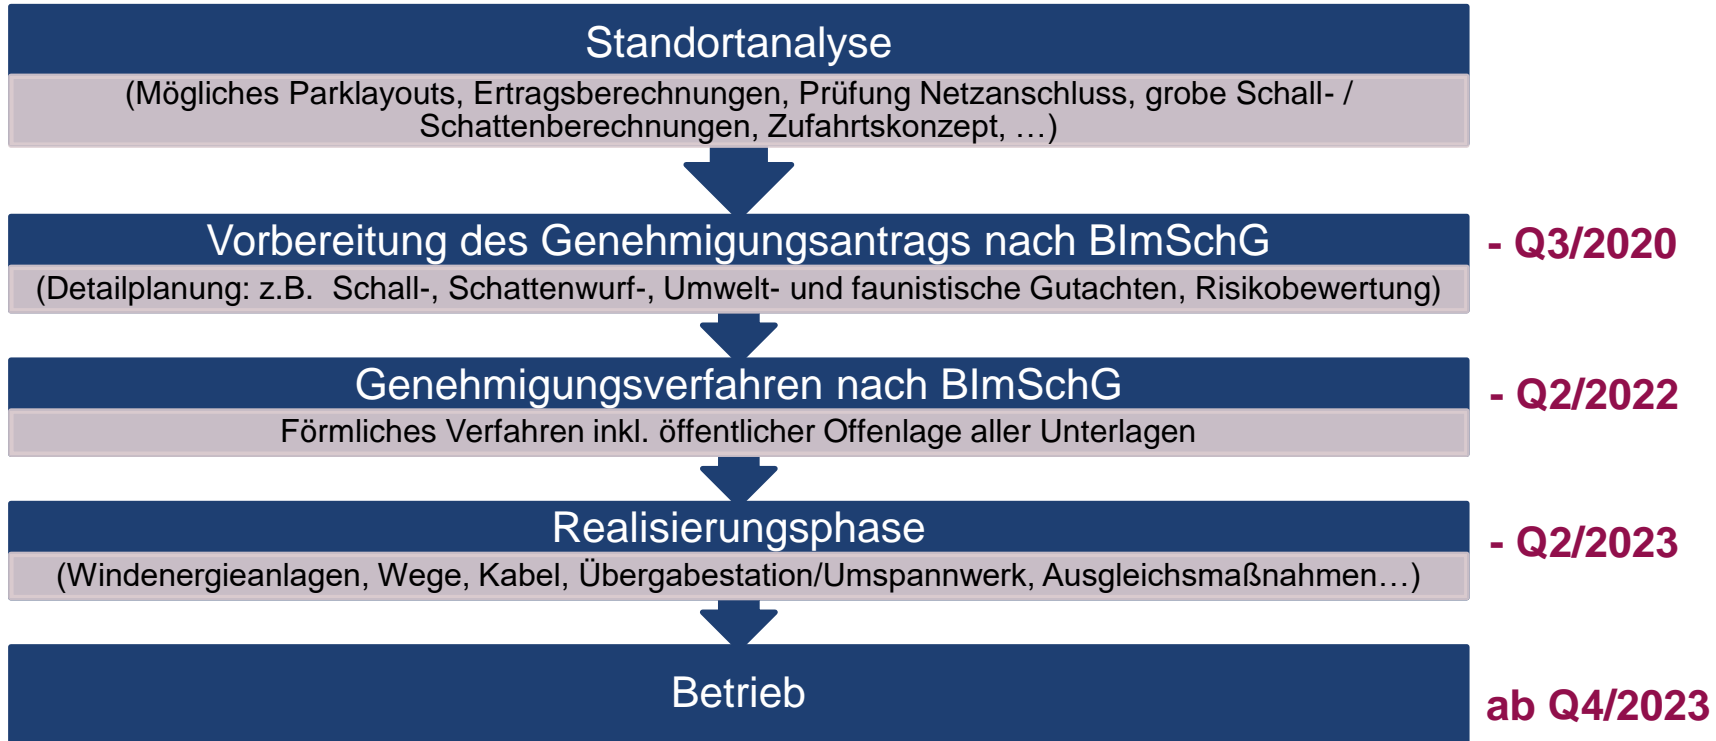 Standortanalyse
(Mögliches Parklayouts, Ertragsberechnungen, Prüfung Netzanschluss, grobe Schall- /
Schattenberechnungen, Zufahrtskonzept, …)
Vorbereitung des Genehmigungsantrags nach BImSchG
- Q3/2020
(Detailplanung: z.B.  Schall-, Schattenwurf-, Umwelt- und faunistische Gutachten, Risikobewertung)
Genehmigungsverfahren nach BImSchG
- Q2/2022
Förmliches Verfahren inkl. öffentlicher Offenlage aller Unterlagen
Realisierungsphase
- Q2/2023
(Windenergieanlagen, Wege, Kabel, Übergabestation/Umspannwerk, Ausgleichsmaßnahmen…)
Betrieb
ab Q4/2023